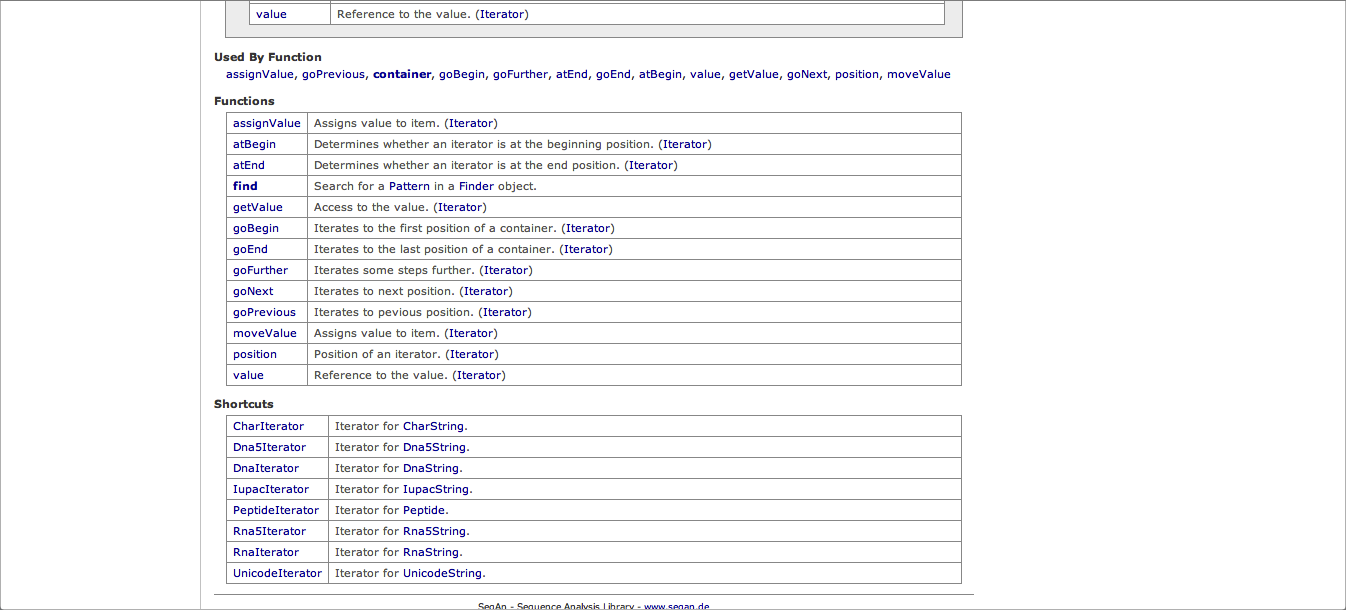 value Reference to the value. (Iterator)
Used By Function
assignValue, goPrevious, container, goBegin, goFurther, atEnd, goEnd, atBegin, value, getValue, goNext, position, moveValue
Functions
assignValue Assigns value to item. (Iterator)
atBegin Determines whether an iterator is at the beginning position. (Iterator)
atEnd Determines whether an iterator is at the end position. (Iterator)
find Search for a Pattern in a Finder object.
getValue Access to the value. (Iterator)
goBegin Iterates to the first position of a container. (Iterator)
goEnd Iterates to the last position of a container. (Iterator)
goFurther Iterates some steps further. (Iterator)
goNext Iterates to next position. (Iterator)
goPrevious Iterates to pevious position. (Iterator)
moveValue Assigns value to item. (Iterator)
position Position of an iterator. (Iterator)
value Reference to the value. (Iterator)
Shortcuts
CharIterator Iterator for CharString.
Dna5Iterator Iterator for Dna5String.
DnaIterator Iterator for DnaString.
IupacIterator Iterator for IupacString.
PeptideIterator Iterator for Peptide.
Rna5Iterator Iterator for Rna5String.
RnaIterator Iterator for RnaString.
UnicodeIterator Iterator for UnicodeString.
SeqAn - Sequence Analysis Library - www.seqan.de